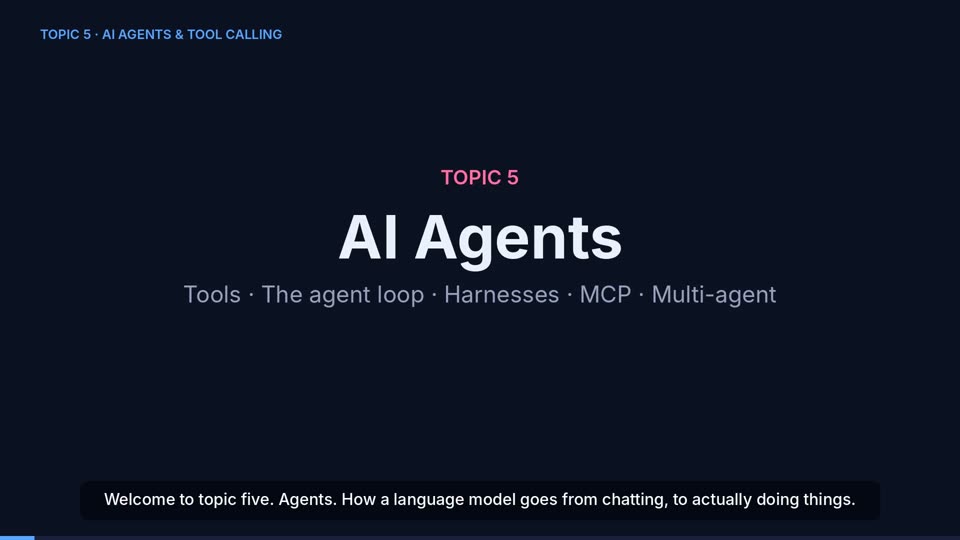 TOPIC 5 · AI AGENTS & TOOL CALLING
TOPIC 5
AI Agents
Tools · The agent loop · Harnesses · MCP · Multi-agent
Welcome to topic five. Agents. How a language model goes from chatting, to actually doing things.